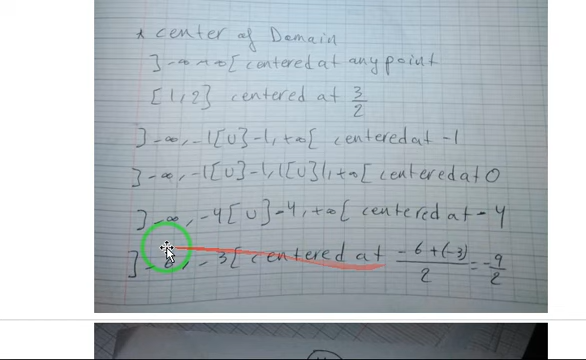 * center of Domain
]-∞, +∞[ centered at any point
[1, 2] centered at 3/2
]-∞, -1[ U ]-1, +∞[ centered at -1
]-∞, -1[ U ]-1, 1[ U ]1, +∞[ centered at 0
]-∞, -4[ U ]-4, +∞[ centered at -4
]-6, -3[ centered at (-6+(-3))/2 = -9/2